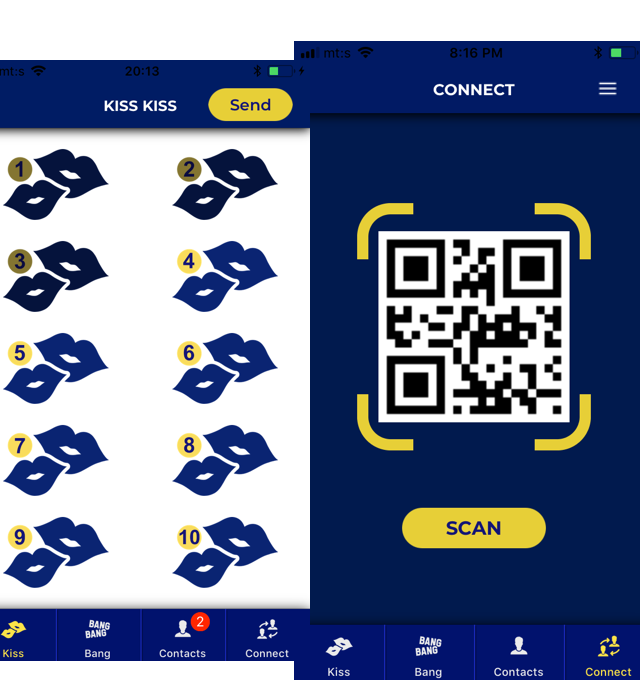 mt:s 20:13
KISS KISS Send
1 2
3 4
5 6
7 8
9 10
BANG BANG 2
Kiss Bang Contacts Connect
mt:s 8:16 PM
CONNECT
SCAN
BANG BANG
Kiss Bang Contacts Connect